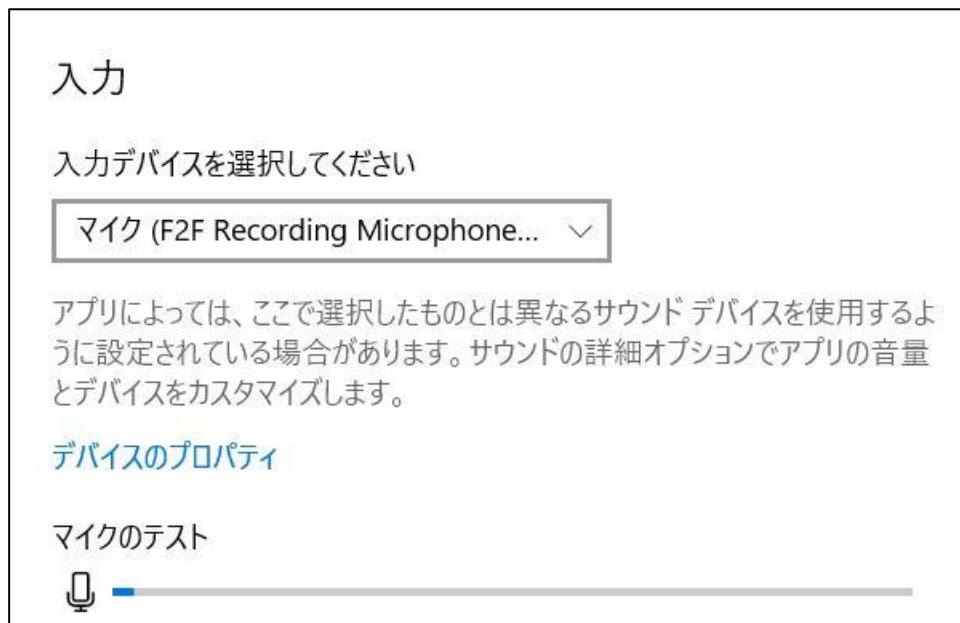 入力
入力デバイスを選択してください
マイク (F2F Recording Microphone...
アプリによっては、ここで選択したものとは異なるサウンド デバイスを使用するよ
うに設定されている場合があります。サウンドの詳細オプションでアプリの音量
とデバイスをカスタマイズします。
デバイスのプロパティ
マイクのテスト